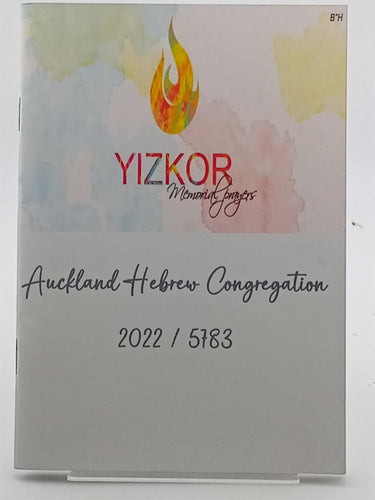 B"H
YIZKOR
Memorial prayers
Auckland Hebrew Congregation
2022 / 5783